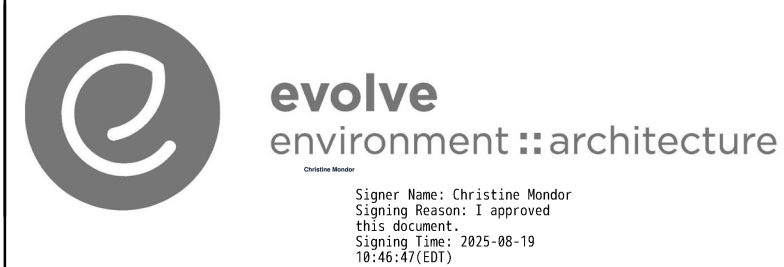 evolve
environment :: architecture
Christine Mondor
Signer Name: Christine Mondor
Signing Reason: I approved
this document.
Signing Time: 2025-08-19
10:46:47(EDT)